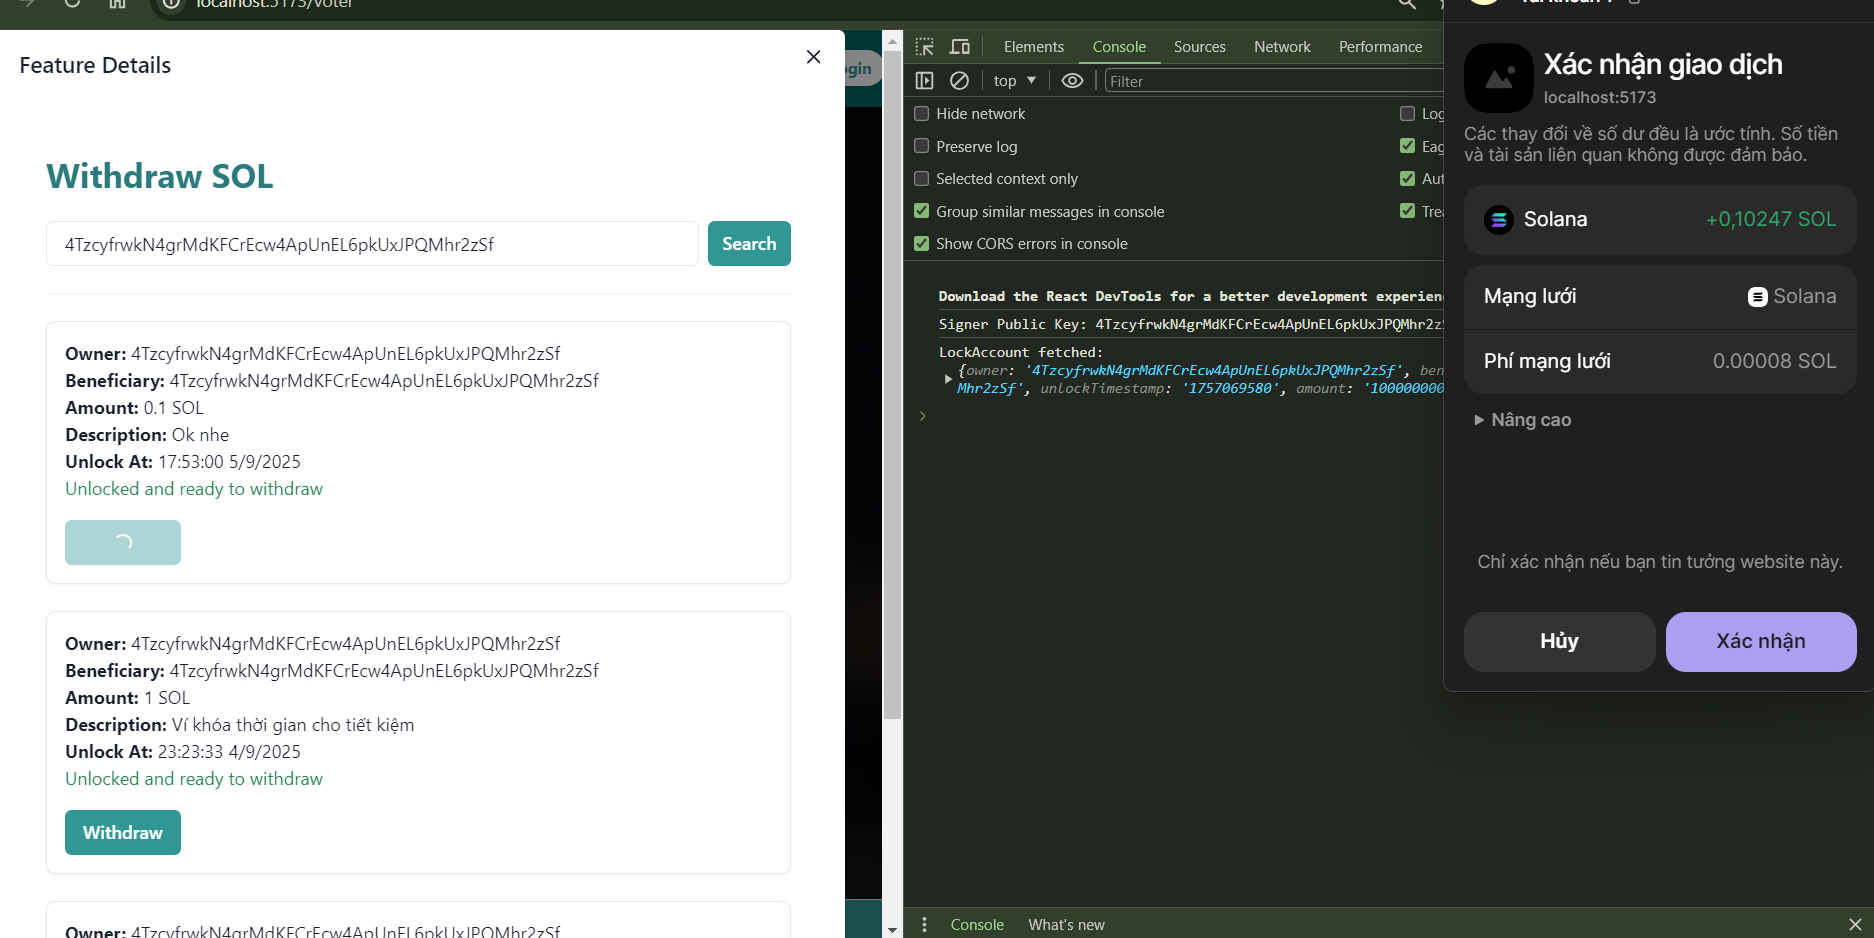 localhost:5173/voter
Feature Details
gin
Withdraw SOL
4TzcyfrwkN4grMdKFCrEcw4ApUnEL6pkUxJPQMhr2zSf
Search
Owner: 4TzcyfrwkN4grMdKFCrEcw4ApUnEL6pkUxJPQMhr2zSf
Beneficiary: 4TzcyfrwkN4grMdKFCrEcw4ApUnEL6pkUxJPQMhr2zSf
Amount: 0.1 SOL
Description: Ok nhe
Unlock At: 17:53:00 5/9/2025
Unlocked and ready to withdraw
Owner: 4TzcyfrwkN4grMdKFCrEcw4ApUnEL6pkUxJPQMhr2zSf
Beneficiary: 4TzcyfrwkN4grMdKFCrEcw4ApUnEL6pkUxJPQMhr2zSf
Amount: 1 SOL
Description: Ví khóa thời gian cho tiết kiệm
Unlock At: 23:23:33 4/9/2025
Unlocked and ready to withdraw
Withdraw
Owner: 4TzcyfrwkN4grMdKFCrEcw4ApUnEL6pkUxJPQMhr2zSf
Elements Console Sources Network Performance
top Filter
Hide network Log
Preserve log Eag
Selected context only Aut
Group similar messages in console Trea
Show CORS errors in console
Download the React DevTools for a better development experien
Signer Public Key: 4TzcyfrwkN4grMdKFCrEcw4ApUnEL6pkUxJPQMhr2z
LockAccount fetched:
{owner: '4TzcyfrwkN4grMdKFCrEcw4ApUnEL6pkUxJPQMhr2zSf', ben
Mhr2zSf', unlockTimestamp: '1757069580', amount: '100000000
Console What's new
Xác nhận giao dịch
localhost:5173
Các thay đổi về số dư đều là ước tính. Số tiền
và tài sản liên quan không được đảm bảo.
Solana +0,10247 SOL
Mạng lưới Solana
Phí mạng lưới 0.00008 SOL
Nâng cao
Chỉ xác nhận nếu bạn tin tưởng website này.
Hủy Xác nhận